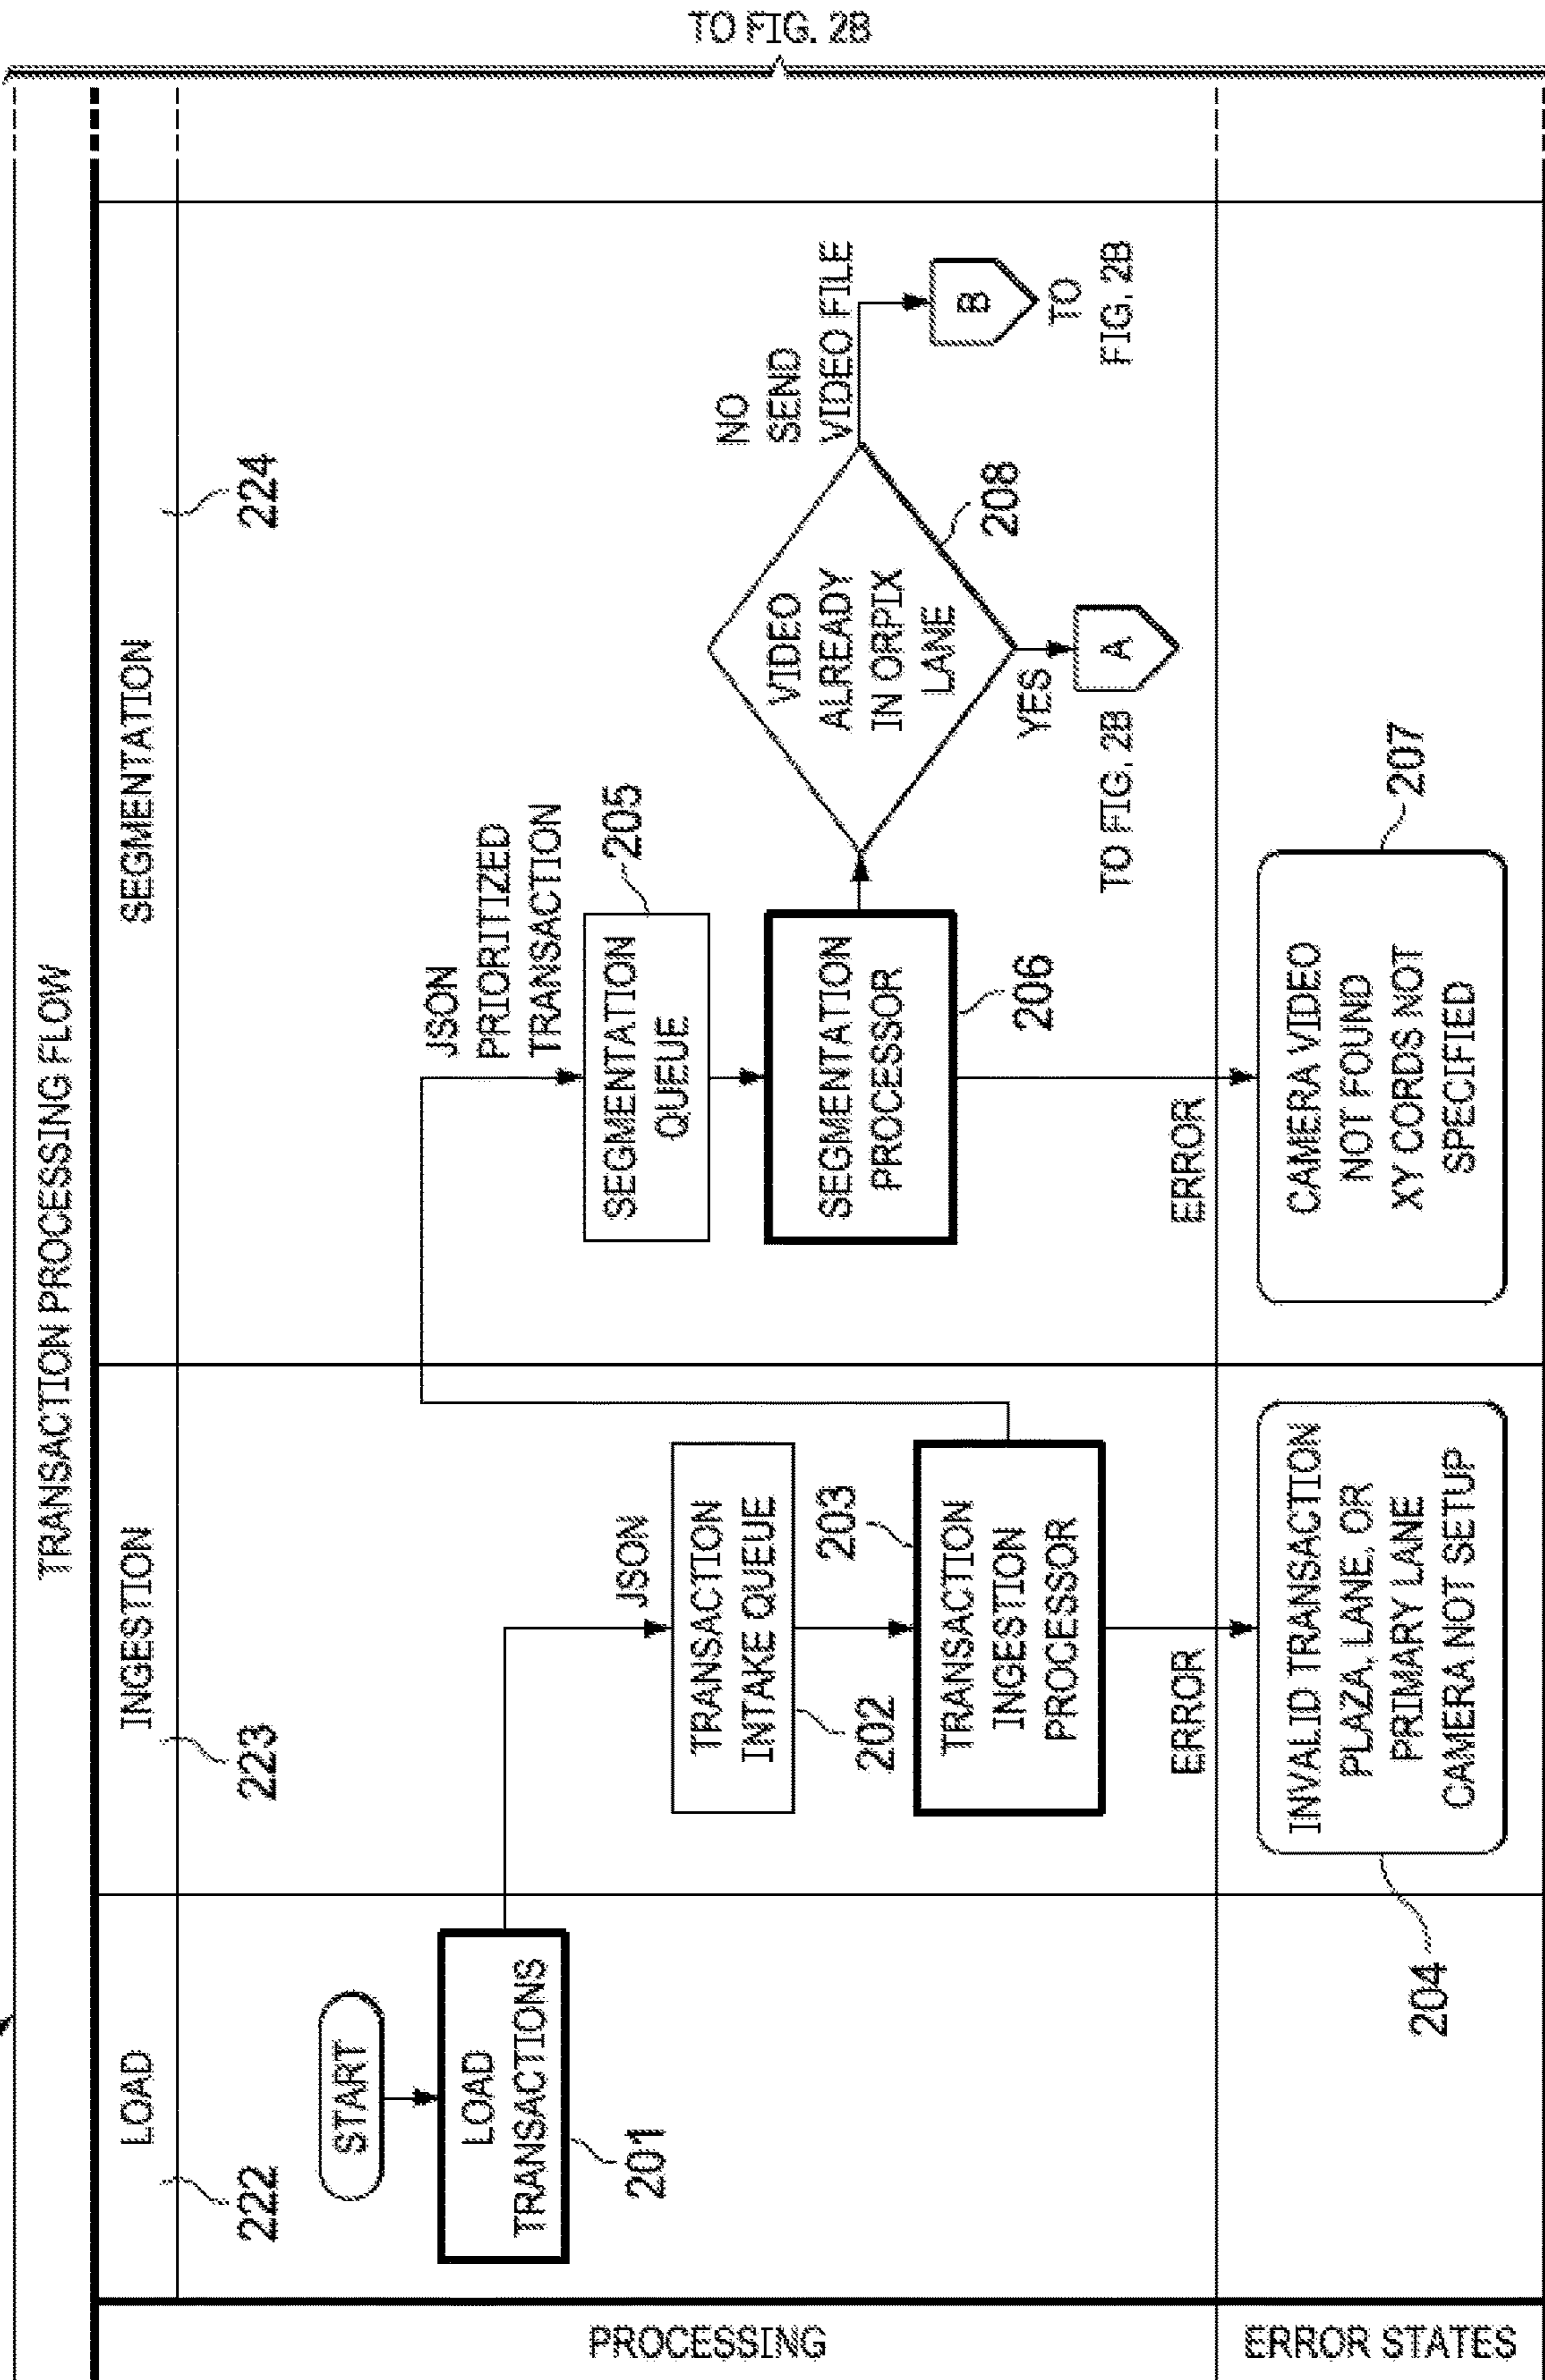 TRANSACTION PROCESSING FLOW
LOAD
222
INGESTION
223
SEGMENTATION
224
TO FIG. 2B
PROCESSING
START
LOAD
TRANSACTIONS
201
JSON
TRANSACTION
INTAKE QUEUE
202
203
TRANSACTION
INGESTION
PROCESSOR
ERROR
JSON
PRIORITIZED
TRANSACTION
205
SEGMENTATION
QUEUE
SEGMENTATION
PROCESSOR
206
ERROR
VIDEO
ALREADY
IN ORPIX
LANE
208
NO
SEND
VIDEO FILE
B
TO
FIG. 2B
YES
A
TO FIG. 2B
ERROR STATES
INVALID TRANSACTION
PLAZA, LANE, OR
PRIMARY LANE
CAMERA NOT SETUP
204
CAMERA VIDEO
NOT FOUND
XY CORDS NOT
SPECIFIED
207